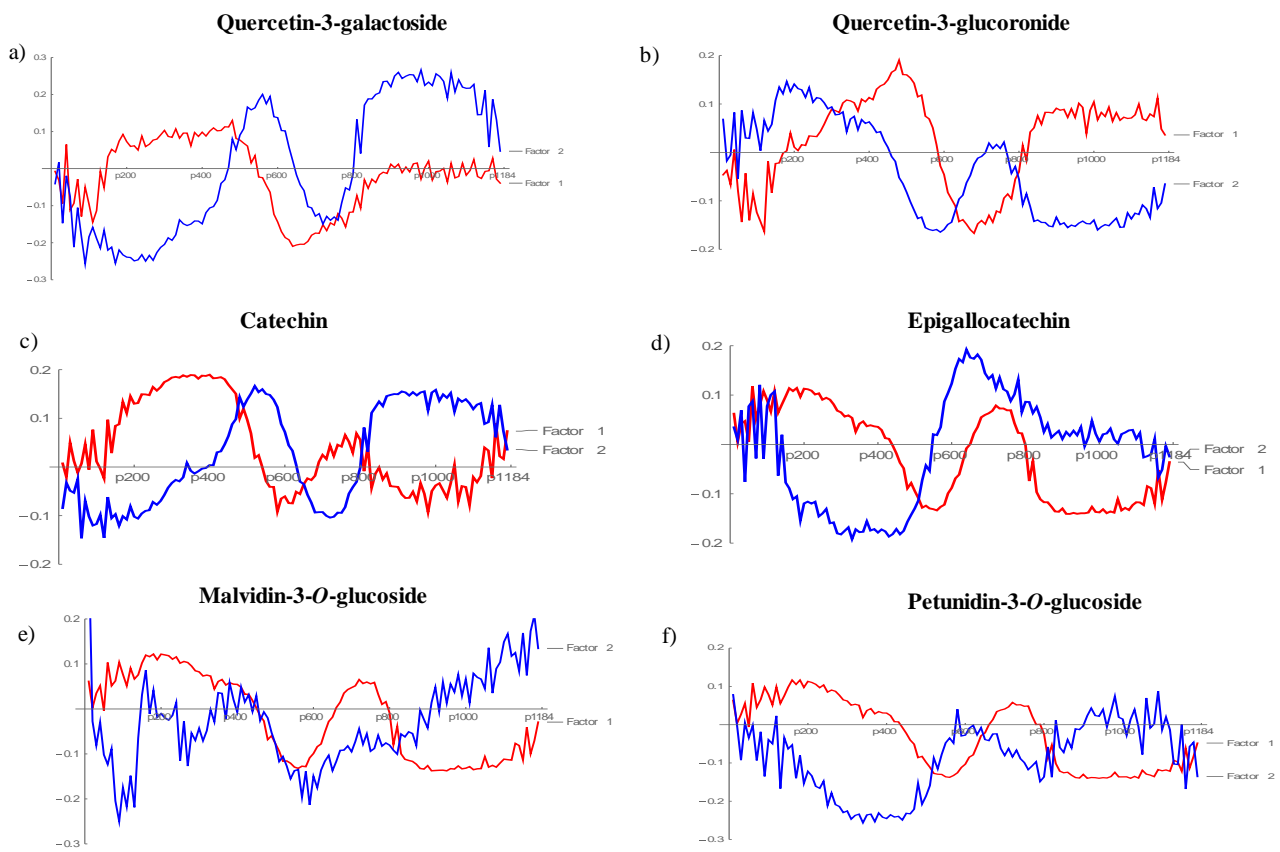 Quercetin-3-galactoside
a)
0.3
0.2
0.1
-0.1
-0.2
-0.3
p200
p400
p600
p800
p1000
p1184
Factor 2
Factor 1
Quercetin-3-glucoronide
b)
0.2
0.1
-0.1
-0.2
p200
p400
p600
p800
p1000
p1184
Factor 1
Factor 2
Catechin
c)
0.2
0.1
-0.1
-0.2
p200
p400
p600
p800
p1000
p1184
Factor 1
Factor 2
Epigallocatechin
d)
0.2
0.1
-0.1
-0.2
p200
p400
p600
p800
p1000
p1184
Factor 2
Factor 1
Malvidin-3-O-glucoside
e)
0.2
0.1
-0.1
-0.2
-0.3
p200
p400
p600
p800
p1000
p1184
Factor 2
Factor 1
Petunidin-3-O-glucoside
f)
0.2
0.1
-0.1
-0.2
-0.3
p200
p400
p600
p800
p1000
p1184
Factor 1
Factor 2